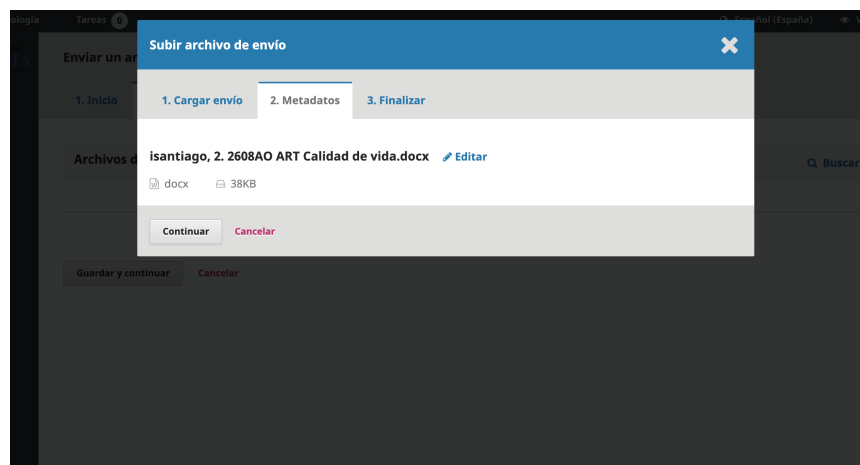 ología
Tareas 0
Español (España)
Subir archivo de envío
Enviar un ar
1. Inicio
1. Cargar envío
2. Metadatos
3. Finalizar
Archivos d
isantiago, 2. 2608AO ART Calidad de vida.docx
Editar
Buscar
docx
38KB
Continuar
Cancelar
Guardar y continuar
Cancelar